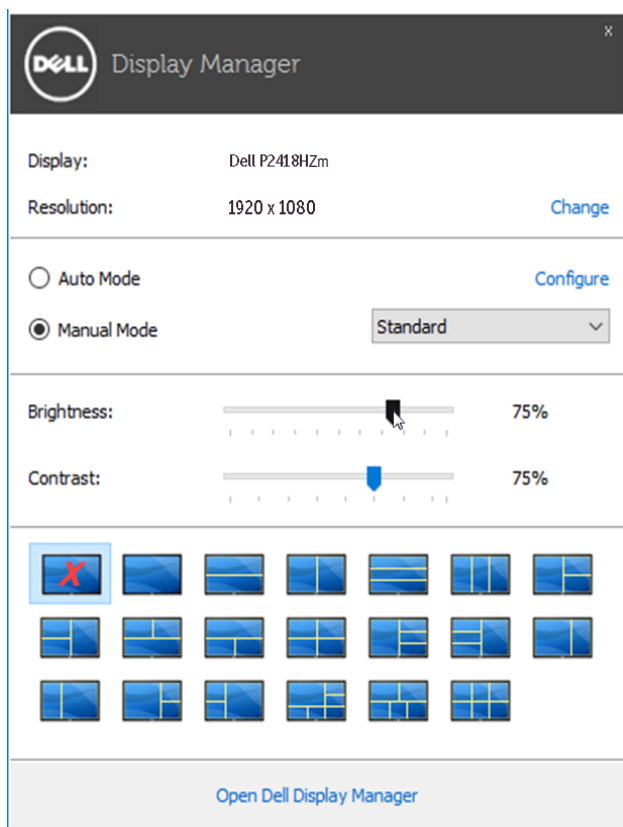 X
DELL Display Manager
Display: Dell P2418HZm
Resolution: 1920 x 1080 Change
Auto Mode Configure
Manual Mode Standard
Brightness: 75%
Contrast: 75%
X
Open Dell Display Manager